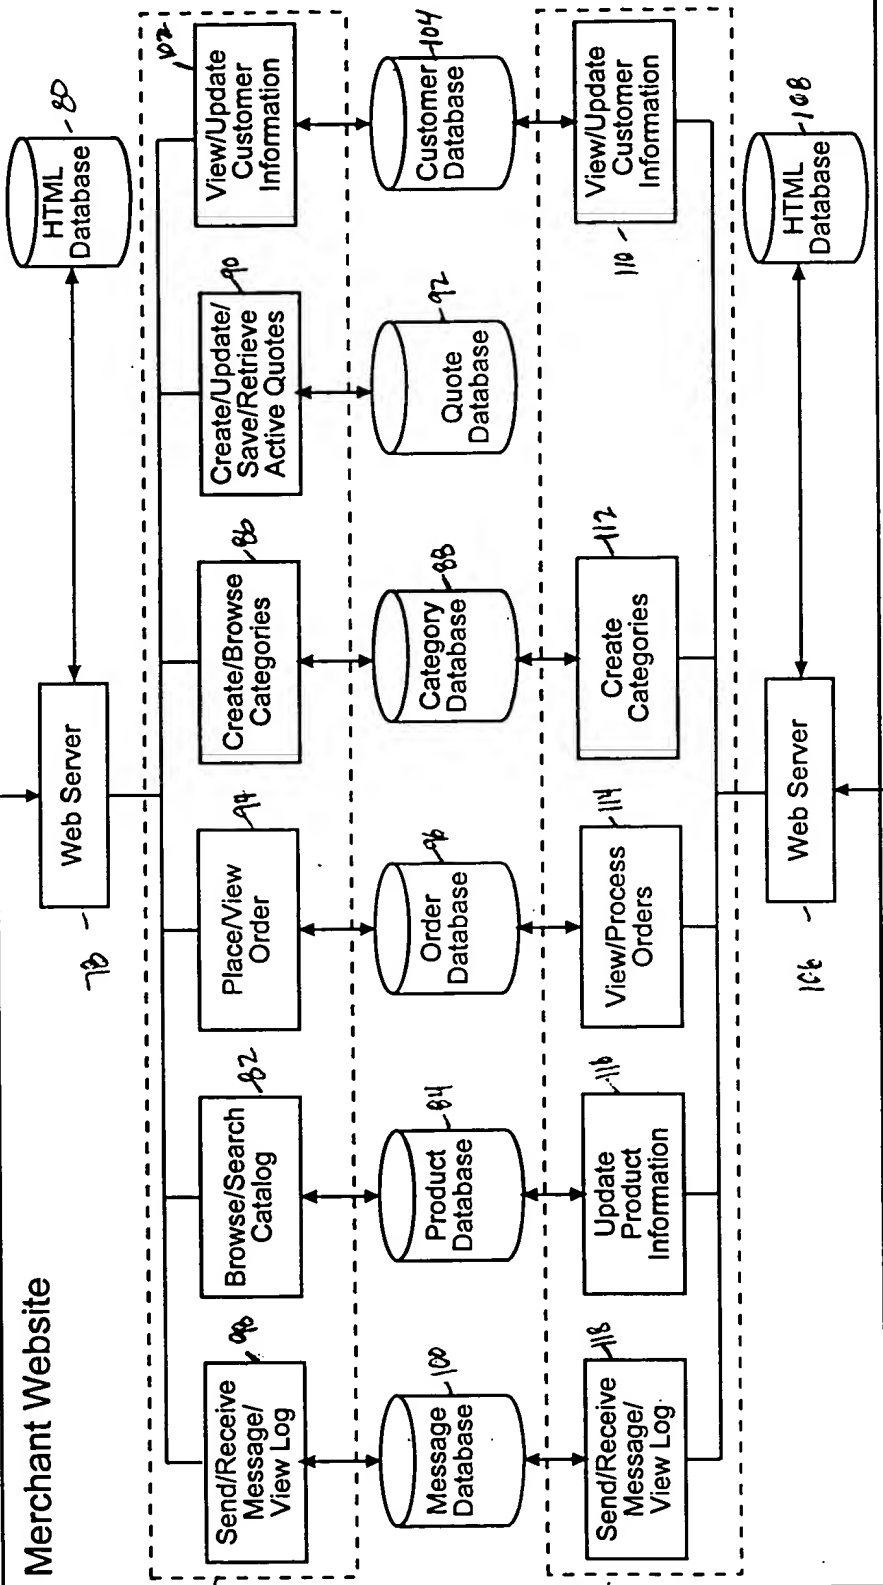 Merchant Website
Web Server
78
HTML
Database
80
Send/Receive
Message/
View Log
98
Browse/Search
Catalog
82
Place/View
Order
94
Create/Browse
Categories
86
Create/Update/
Save/Retrieve
Active Quotes
90
View/Update
Customer
Information
102
Message
Database
100
Product
Database
84
Order
Database
96
Category
Database
88
Quote
Database
92
Customer
Database
104
Send/Receive
Message/
View Log
118
Update
Product
Information
116
View/Process
Orders
114
Create
Categories
112
View/Update
Customer
Information
110
Web Server
106
HTML
Database
108